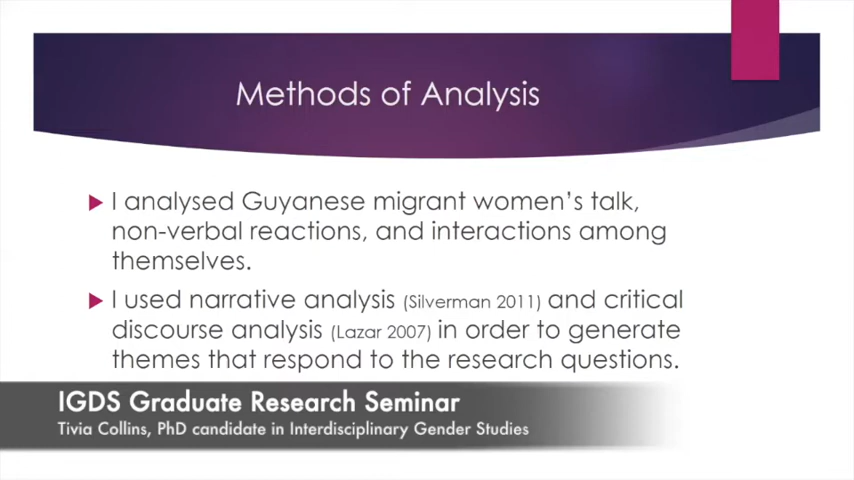 Methods of Analysis
I analysed Guyanese migrant women's talk,
non-verbal reactions, and interactions among
themselves.
I used narrative analysis (Silverman 2011) and critical
discourse analysis (Lazar 2007) in order to generate
themes that respond to the research questions.
IGDS Graduate Research Seminar
Tivia Collins, PhD candidate in Interdisciplinary Gender Studies